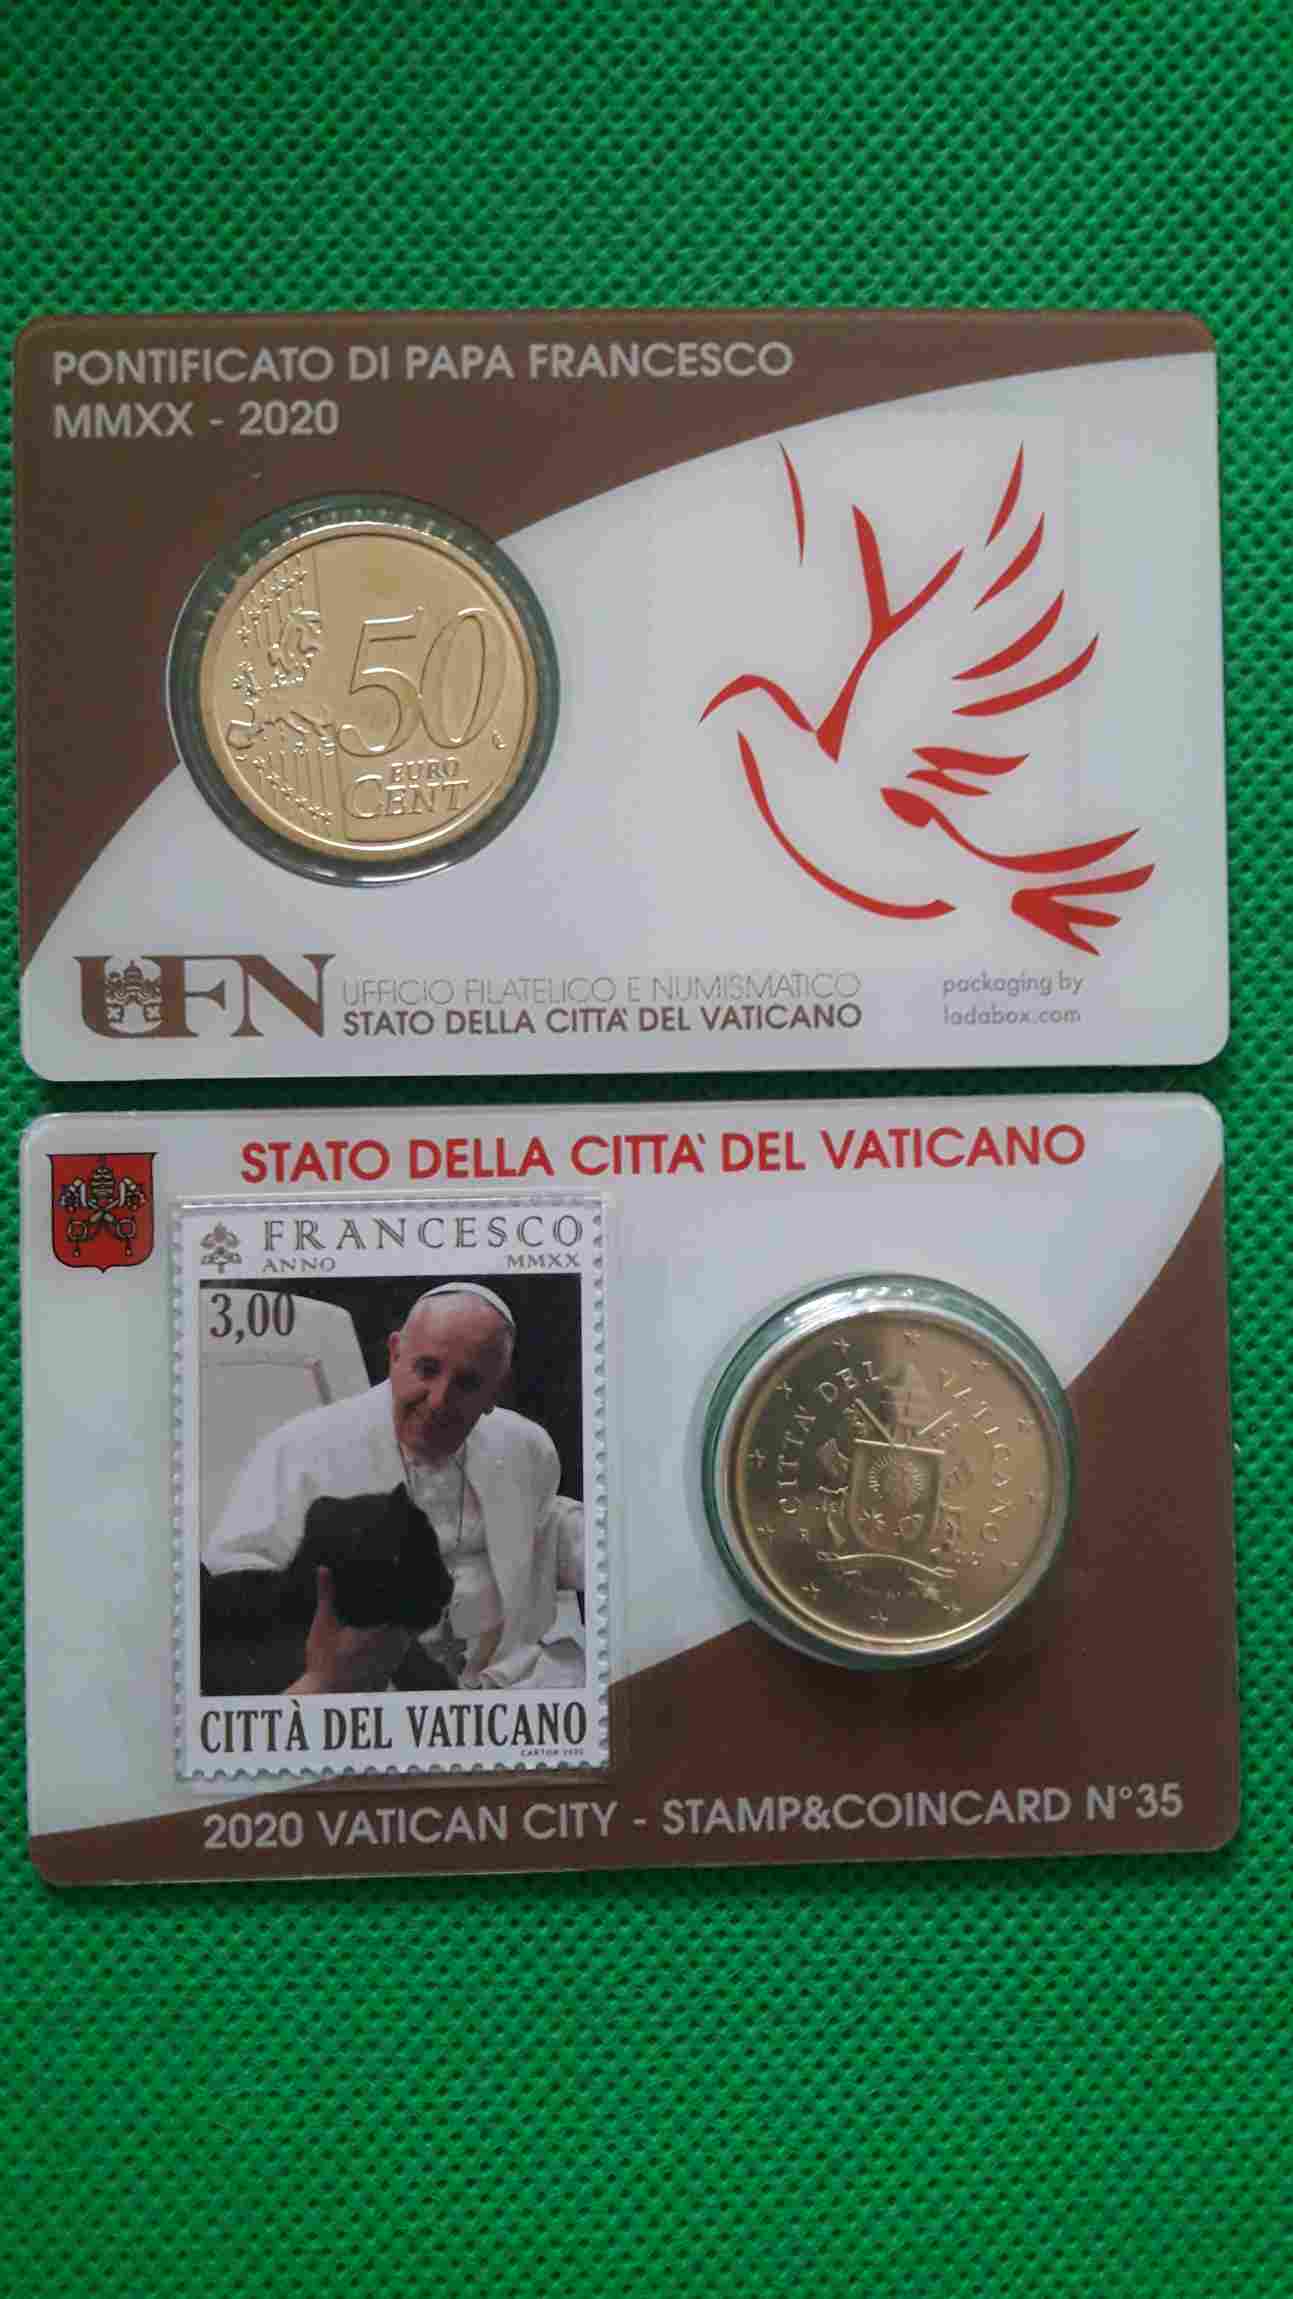 PONTIFICATO DI PAPA FRANCESCO
MMXX - 2020
50
EURO
CENT
UFN
UFFICIO FILATELICO E NUMISMATICO
STATO DELLA CITTA' DEL VATICANO
packaging by
ladabox.com
STATO DELLA CITTA' DEL VATICANO
FRANCESCO
ANNO MMXX
3,00
CITTÀ DEL VATICANO
CARTOR 2020
CITTA' DEL VATICANO
2020 VATICAN CITY - STAMP&COINCARD N°35